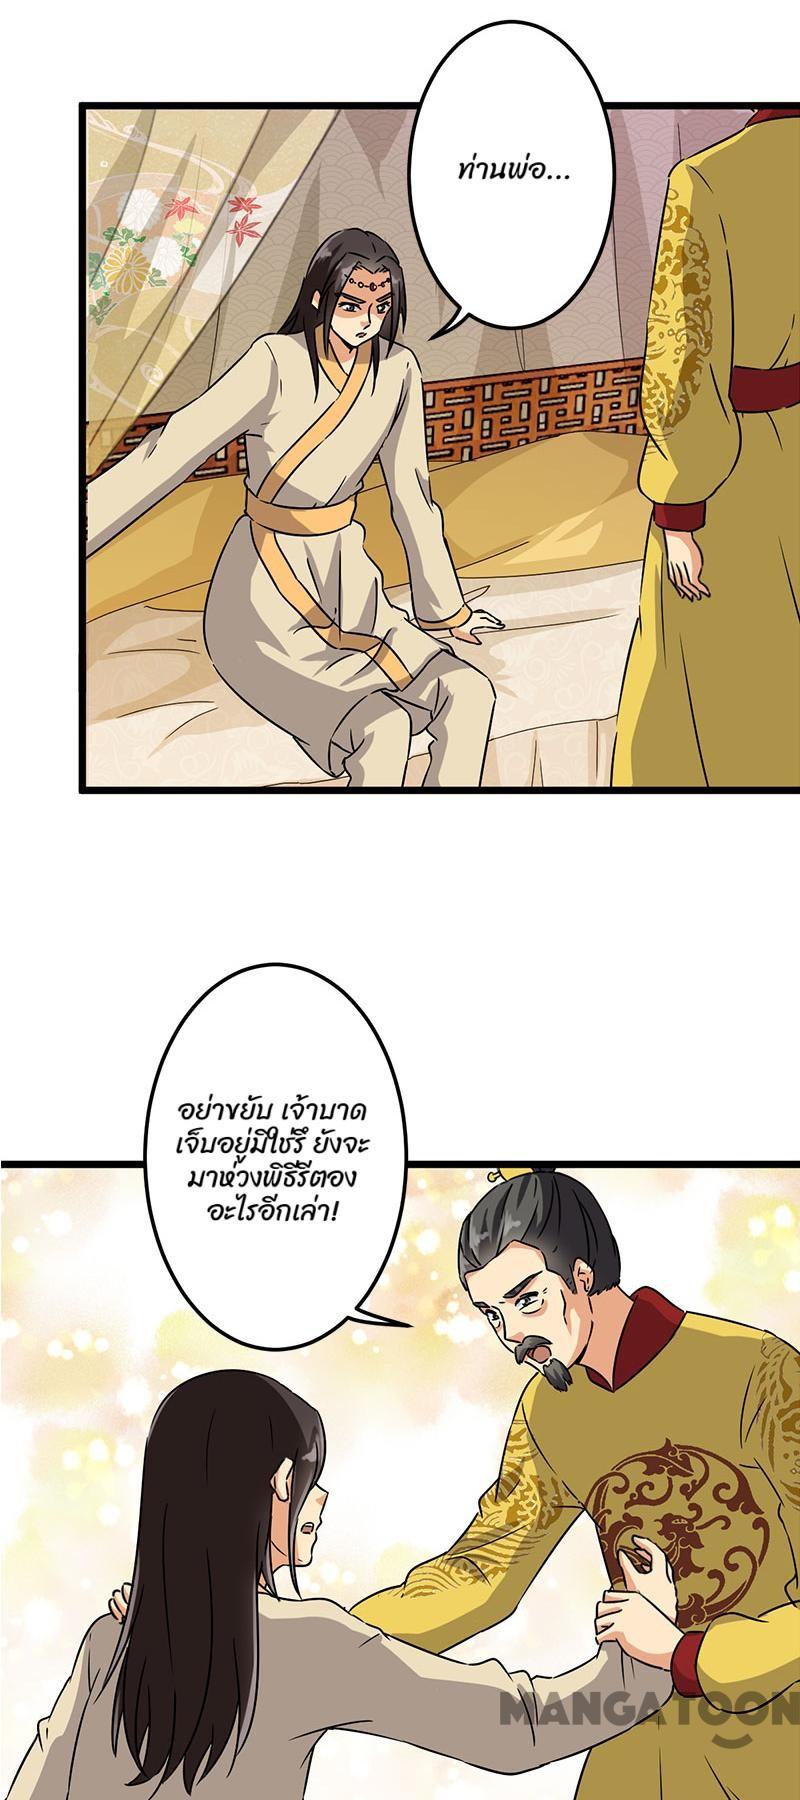 ท่านพ่อ...
อย่าขยับ เจ้าบาด
เจ็บอยู่มิใช่รึ ยังจะ
มาห่วงพิธีรีตอง
อะไรอีกเล่า!
MANGATOON